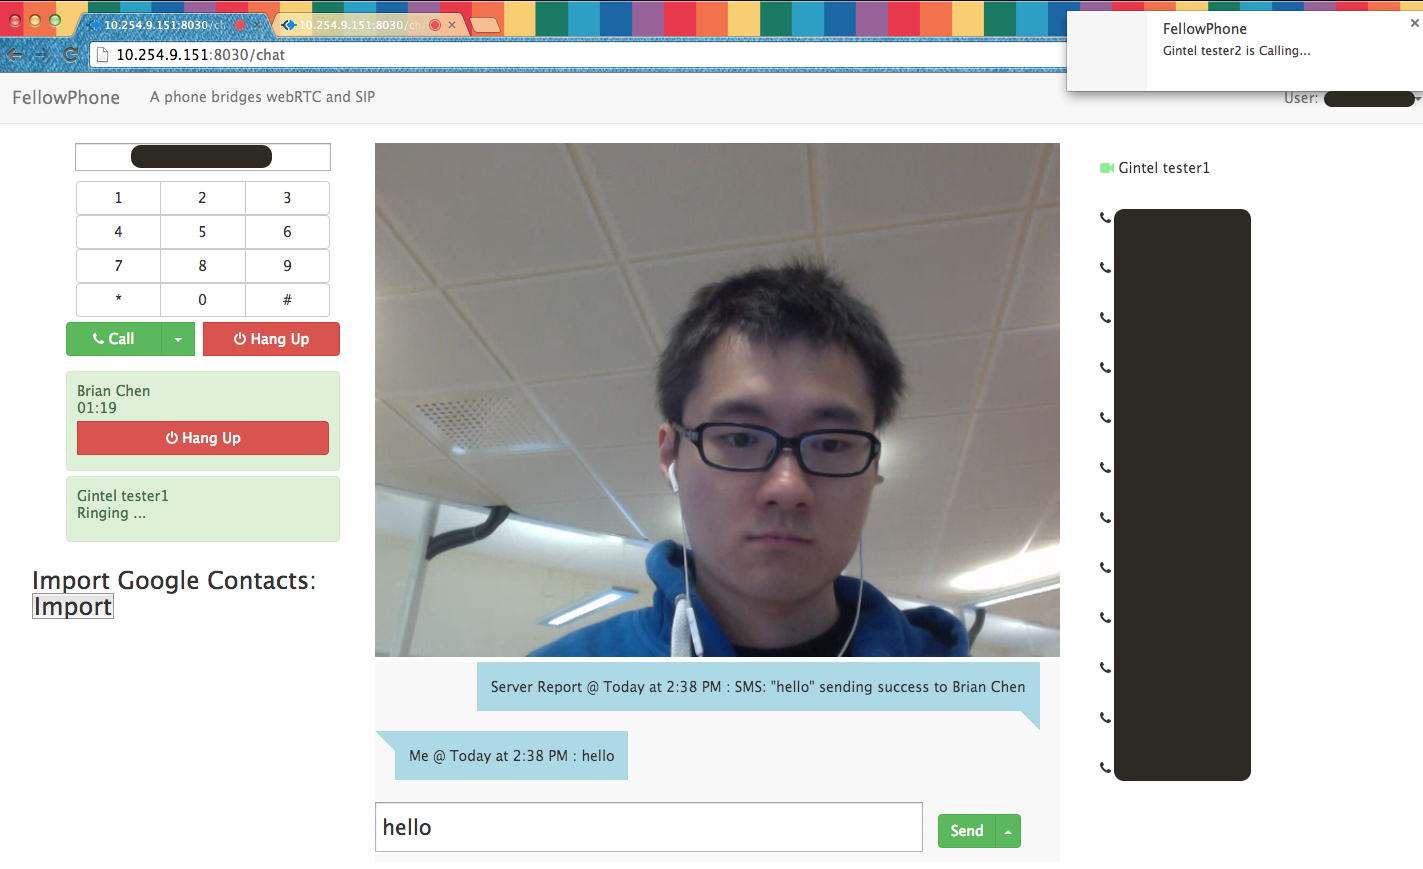 10.254.9.151:8030/ch
10.254.9.151:8030/ch
10.254.9.151:8030/chat
FellowPhone
Gintel tester2 is Calling...
FellowPhone
A phone bridges webRTC and SIP
User:
1 2 3
4 5 6
7 8 9
* 0 #
Call
Hang Up
Brian Chen
01:19
Hang Up
Gintel tester1
Ringing ...
Import Google Contacts:
Import
Server Report @ Today at 2:38 PM : SMS: "hello" sending success to Brian Chen
Me @ Today at 2:38 PM : hello
hello
Send
Gintel tester1